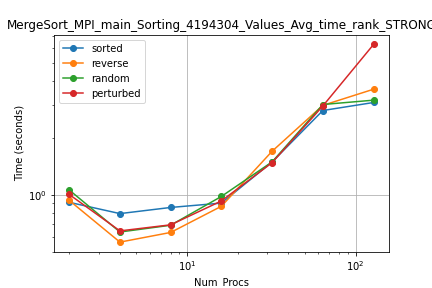 MergeSort_MPI_main_Sorting_4194304_Values_Avg_time_rank_STRONG
sorted
reverse
random
perturbed
Time (seconds)
10⁰
10¹
10²
Num_Procs